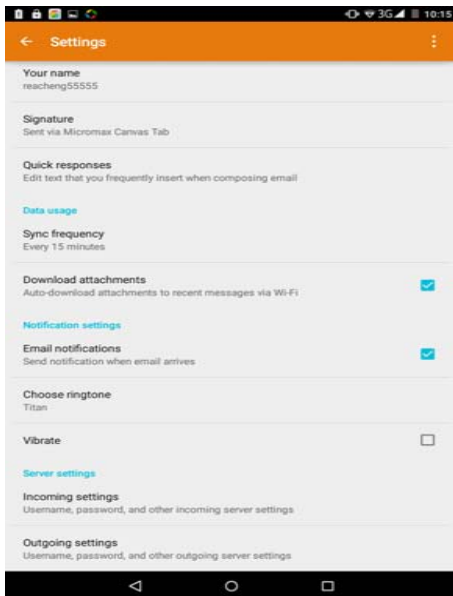 3G 10:15
Settings
Your name
reacheng55555
Signature
Sent via Micromax Canvas Tab
Quick responses
Edit text that you frequently insert when composing email
Data usage
Sync frequency
Every 15 minutes
Download attachments
Auto-download attachments to recent messages via Wi-Fi
Notification settings
Email notifications
Send notification when email arrives
Choose ringtone
Titan
Vibrate
Server settings
Incoming settings
Username, password, and other incoming server settings
Outgoing settings
Username, password, and other outgoing server settings